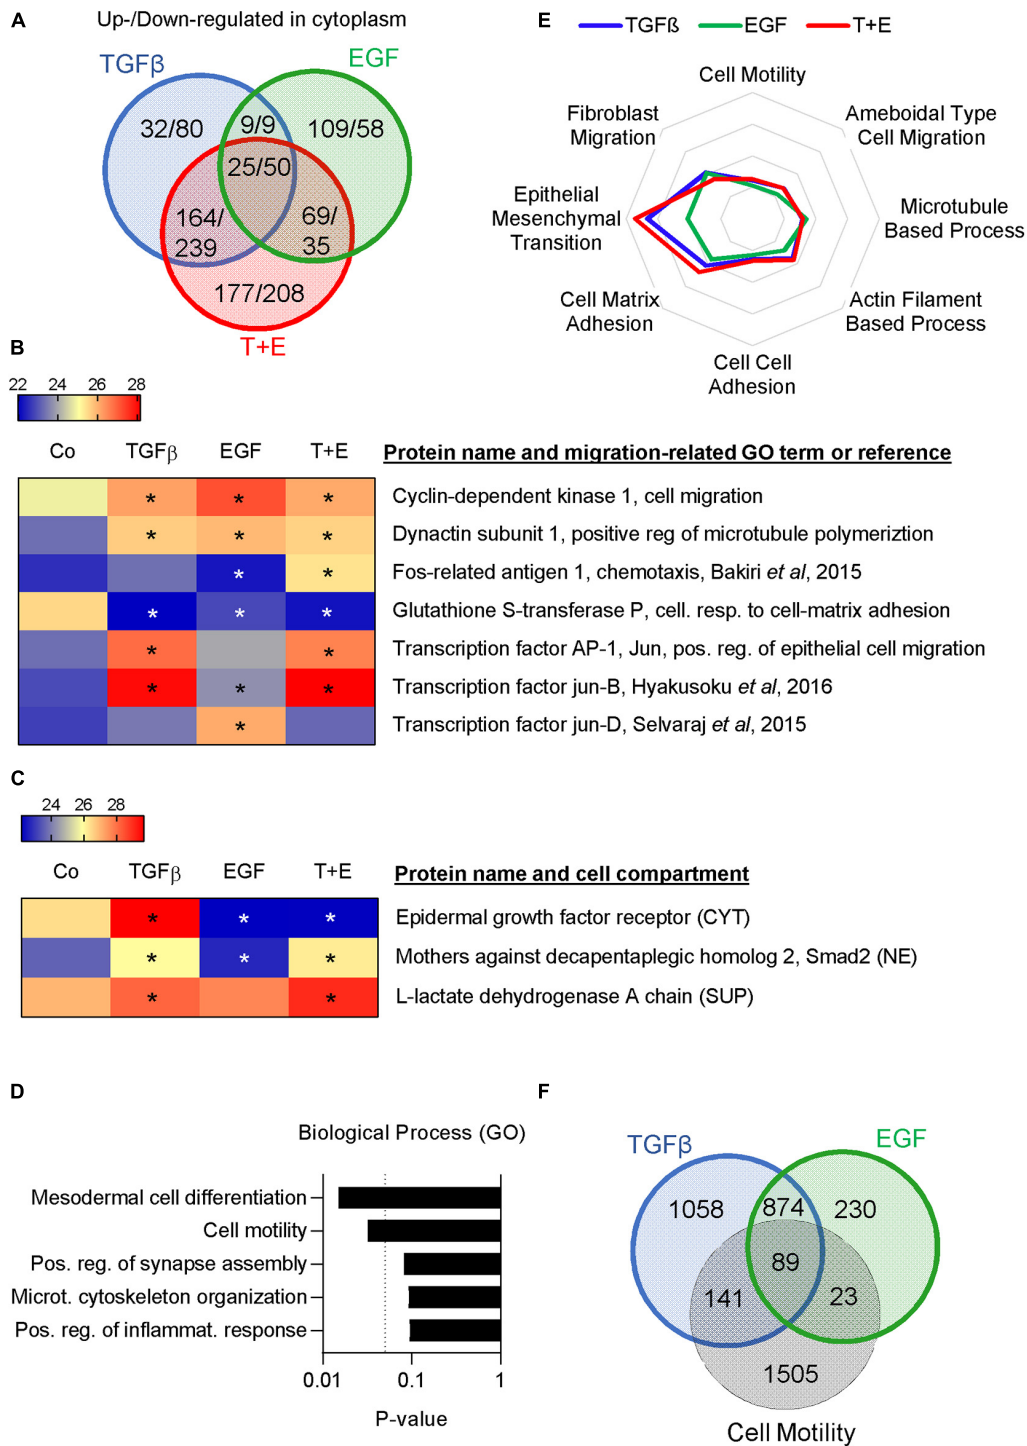 A
Up-/Down-regulated in cytoplasm
TGFβ
EGF
32/80
9/9
109/58
25/50
164/
239
69/
35
177/208
T+E
E
TGFß
EGF
T+E
Cell Motility
Fibroblast
Migration
Ameboidal Type
Cell Migration
Epithelial
Mesenchymal
Transition
Microtubule
Based Process
Cell Matrix
Adhesion
Actin Filament
Based Process
Cell Cell
Adhesion
B
22 24 26 28
Co TGFβ EGF T+E
Protein name and migration-related GO term or reference
* * * Cyclin-dependent kinase 1, cell migration
* * * Dynactin subunit 1, positive reg of microtubule polymeriztion
* * Fos-related antigen 1, chemotaxis, Bakiri et al, 2015
* * * Glutathione S-transferase P, cell. resp. to cell-matrix adhesion
* * Transcription factor AP-1, Jun, pos. reg. of epithelial cell migration
* * * Transcription factor jun-B, Hyakusoku et al, 2016
* Transcription factor jun-D, Selvaraj et al, 2015
C
24 26 28
Co TGFβ EGF T+E
Protein name and cell compartment
* * * Epidermal growth factor receptor (CYT)
* * * Mothers against decapentaplegic homolog 2, Smad2 (NE)
* * L-lactate dehydrogenase A chain (SUP)
D
Biological Process (GO)
Mesodermal cell differentiation
Cell motility
Pos. reg. of synapse assembly
Microt. cytoskeleton organization
Pos. reg. of inflammat. response
0.01 0.1 1
P-value
F
TGFβ
EGF
1058
874
230
89
141
23
1505
Cell Motility